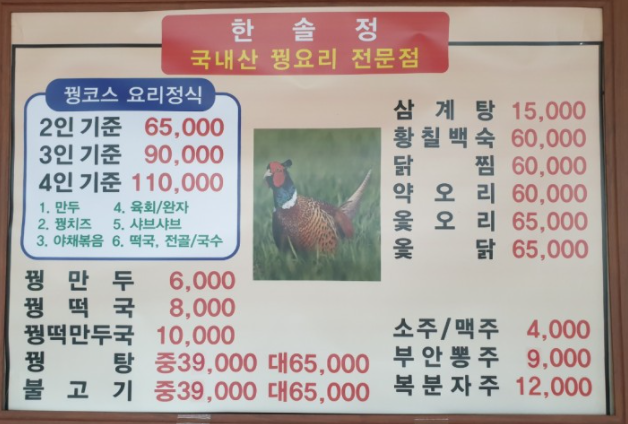 한솔정
국내산 꿩요리 전문점
꿩코스 요리정식
2인 기준 65,000
3인 기준 90,000
4인 기준 110,000
1. 만두 4. 육회/완자
2. 꿩치즈 5. 샤브샤브
3. 야채볶음 6. 떡국, 전골/국수
꿩만두 6,000
꿩떡국 8,000
꿩떡만두국 10,000
꿩탕 중39,000 대65,000
불고기 중39,000 대65,000
삼계탕 15,000
황칠백숙 60,000
닭찜 60,000
약오리 60,000
옻오리 65,000
옻닭 65,000
소주/맥주 4,000
부안뽕주 9,000
복분자주 12,000